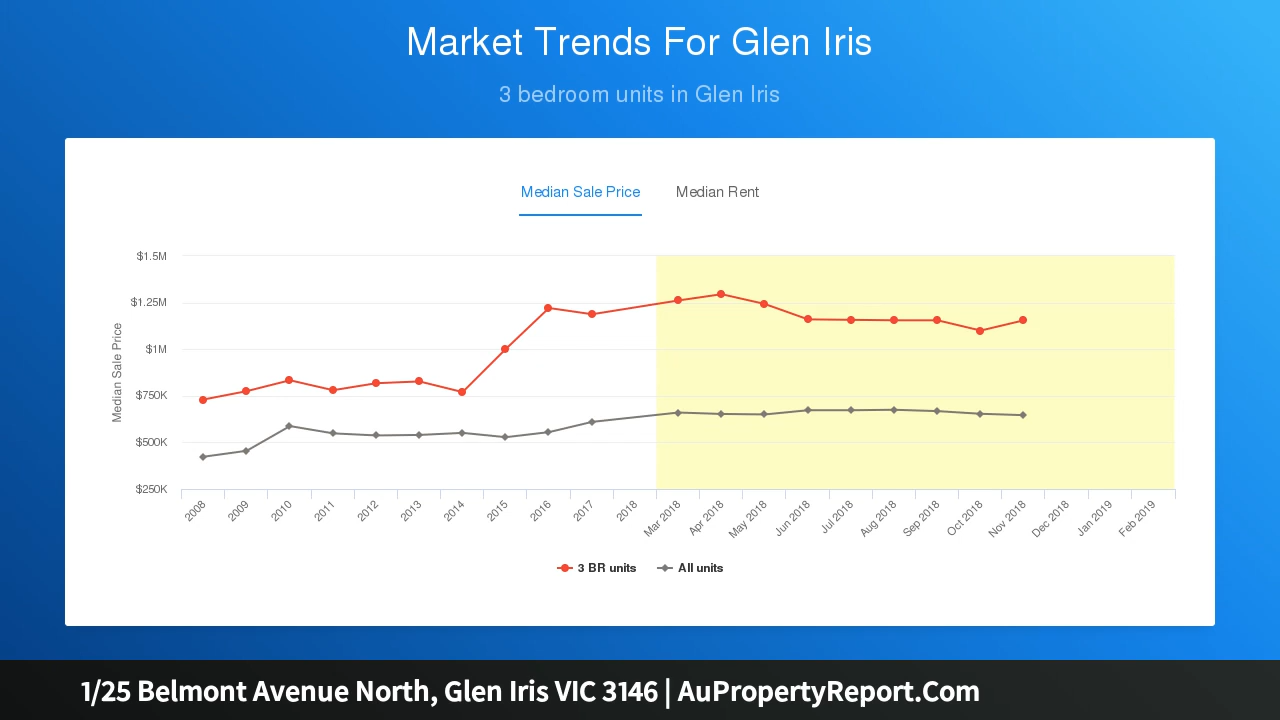 Market Trends For Glen Iris
3 bedroom units in Glen Iris
Median Sale Price Median Rent
$1.5M
$1.25M
$1M
$750K
$500K
$250K
Median Sale Price
2008 2009 2010 2011 2012 2013 2014 2015 2016 2017 2018 Mar 2018 Apr 2018 May 2018 Jun 2018 Jul 2018 Aug 2018 Sep 2018 Oct 2018 Nov 2018 Dec 2018 Jan 2019 Feb 2019
3 BR units All units
1/25 Belmont Avenue North, Glen Iris VIC 3146 | AuPropertyReport.Com